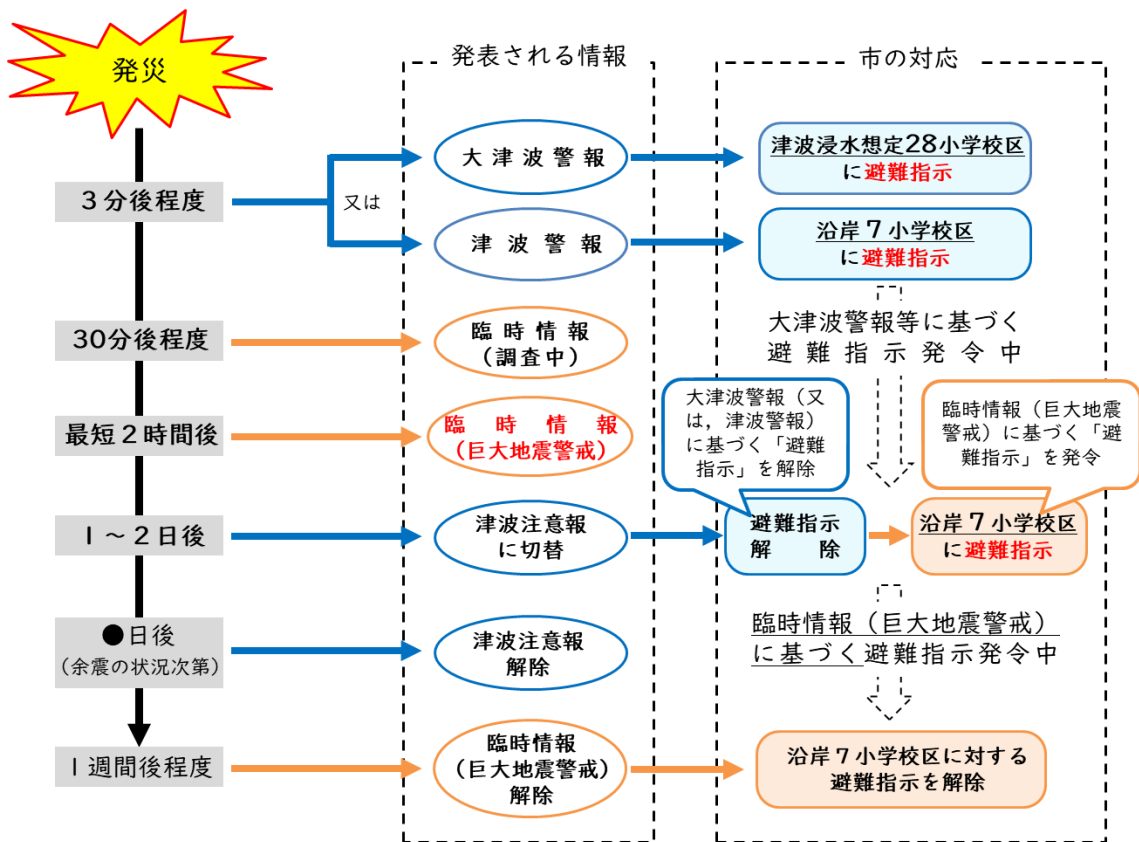 発災
発表される情報
市の対応
3分後程度
又は
大津波警報
津波浸水想定28小学校区
に避難指示
津波警報
沿岸7小学校区
に避難指示
30分後程度
臨時情報
(調査中)
大津波警報等に基づく
避難指示発令中
最短2時間後
臨時情報
(巨大地震警戒)
大津波警報(又
は,津波警報)
に基づく「避難
指示」を解除
臨時情報(巨大地震
警戒)に基づく「避
難指示」を発令
1～2日後
津波注意報
に切替
避難指示
解除
沿岸7小学校区
に避難指示
●日後
(余震の状況次第)
津波注意報
解除
臨時情報(巨大地震警戒)
に基づく避難指示発令中
1週間後程度
臨時情報
(巨大地震警戒)
解除
沿岸7小学校区に対する
避難指示を解除